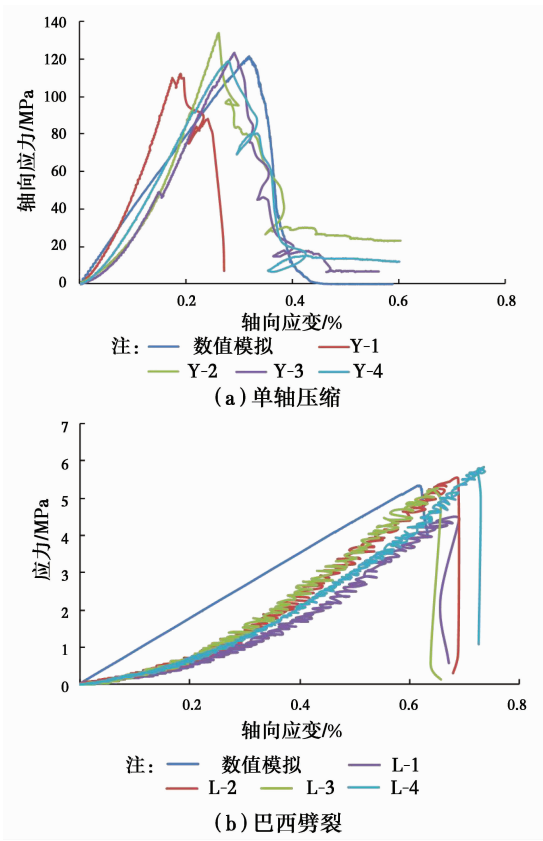 140
120
100
80
60
40
20
0
轴向应力/MPa
0.2
0.4
0.6
0.8
轴向应变/%
注: 数值模拟 Y-1
Y-2 Y-3 Y-4
(a)单轴压缩
7
6
5
4
3
2
1
0
应力/MPa
0.2
0.4
0.6
0.8
轴向应变/%
注: 数值模拟 L-1
L-2 L-3 L-4
(b)巴西劈裂